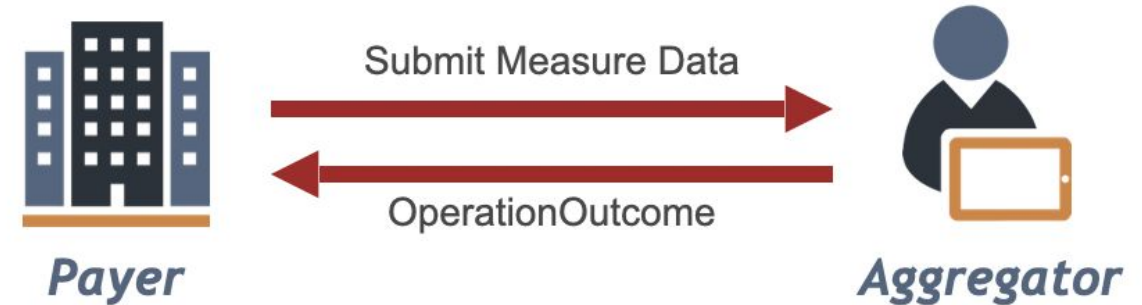 Submit Measure Data
OperationOutcome
Payer
Aggregator